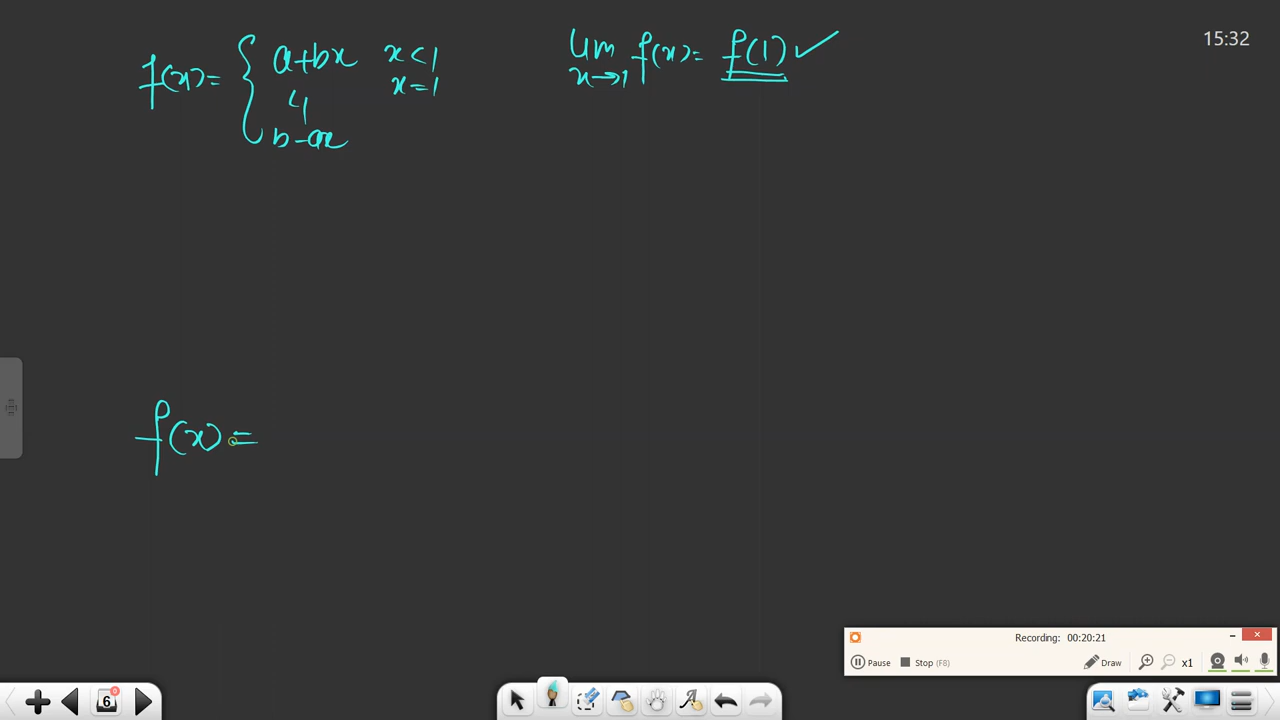 f(x) = { a+bx x<1 lim f(x) = f(1) ✓ 15:32
4 x=1 x→1
b-ax
f(x) =
Recording: 00:20:21
Pause Stop (F8) Draw x1
6 0